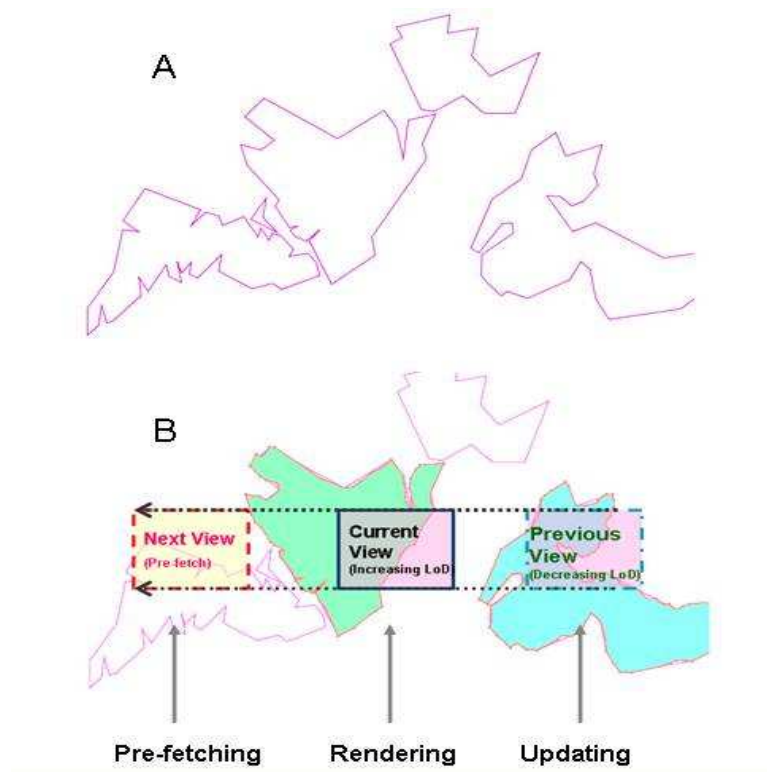 A
B
Next View
(Pre-fetch)
Current
View
(Increasing LoD
Previous
View
(Decreasing LoD)
Pre-fetching
Rendering
Updating